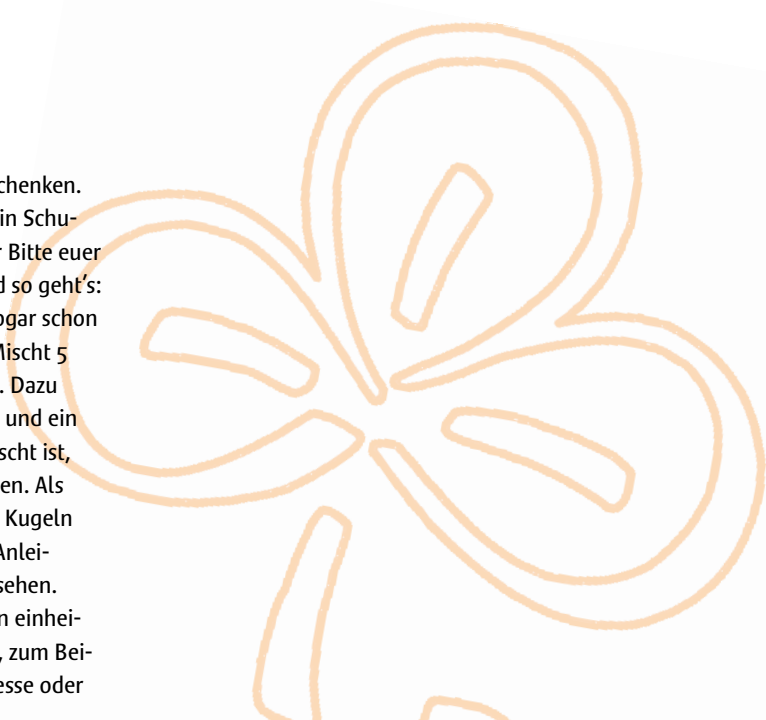 chenken.
in Schu-
r Bitte euer
d so geht's:
ogar schon
Mischt 5
. Dazu
und ein
scht ist,
en. Als
Kugeln
Anlei-
sehen.
n einhei-
, zum Bei-
esse oder